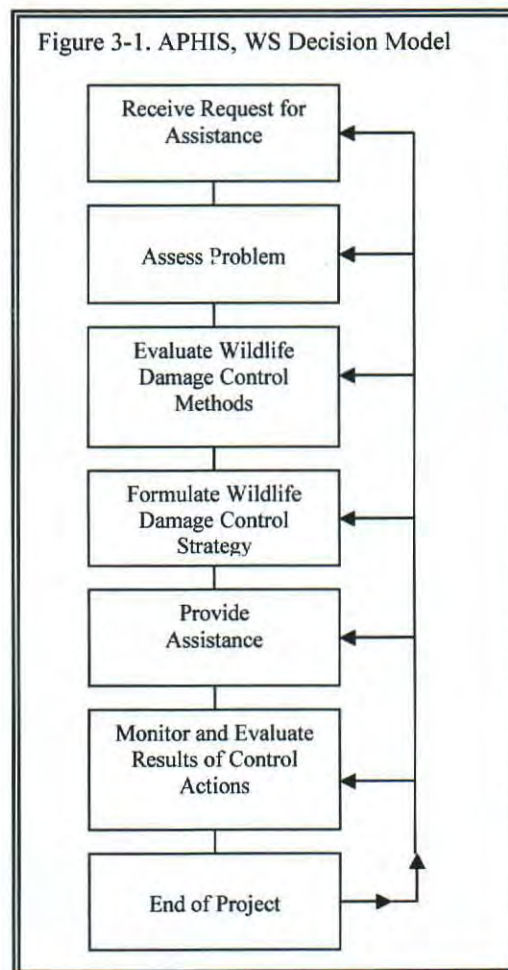 Figure 3-1. APHIS, WS Decision Model
Receive Request for
Assistance
Assess Problem
Evaluate Wildlife
Damage Control
Methods
Formulate Wildlife
Damage Control
Strategy
Provide
Assistance
Monitor and Evaluate
Results of Control
Actions
End of Project